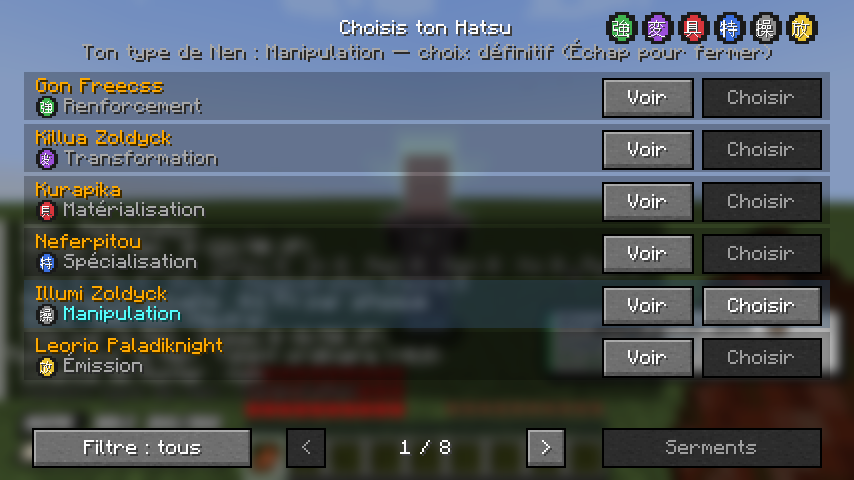 Choisis ton Hatsu
強 変 具 特 操 放
Ton type de Nen : Manipulation — choix définitif (Échap pour fermer)
Gon Freecss
強 Renforcement
Voir
Choisir
Killua Zoldyck
変 Transformation
Voir
Choisir
Kurapika
具 Matérialisation
Voir
Choisir
Neferpitou
特 Spécialisation
Voir
Choisir
Illumi Zoldyck
操 Manipulation
Voir
Choisir
Leorio Paladiknight
放 Émission
Voir
Choisir
Filtre : tous
<
1 / 8
>
Serments